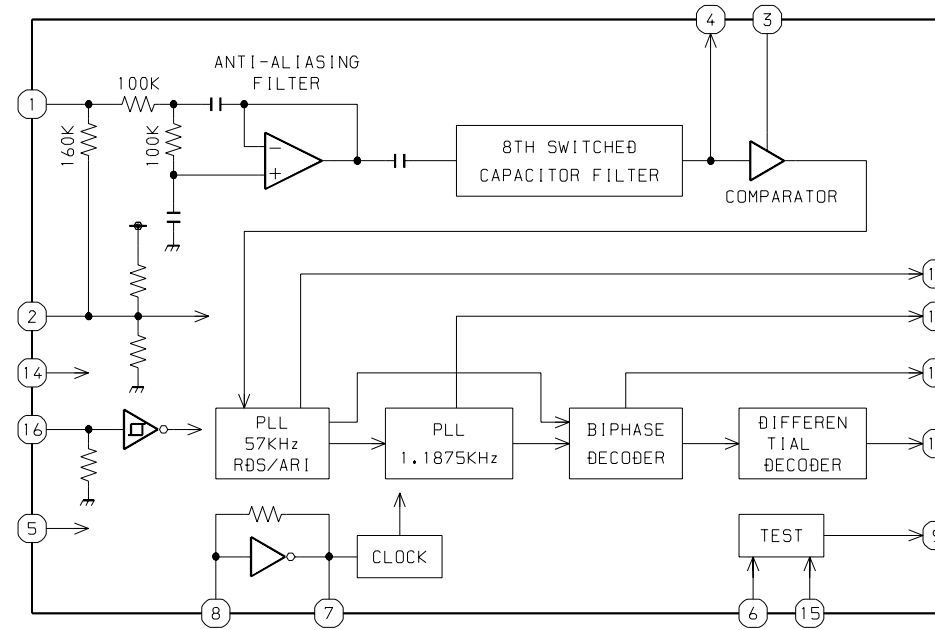 4
3
ANTI-ALIASING
FILTER
1
100K
160K
100K
8TH SWITCHED
CAPACITOR FILTER
−
+
COMPARATOR
2
14
16
PLL
57KHz
RDS/ARI
PLL
1.1875KHz
BIPHASE
DECODER
DIFFEREN
TIAL
DECODER
5
CLOCK
TEST
9
8
7
6
15